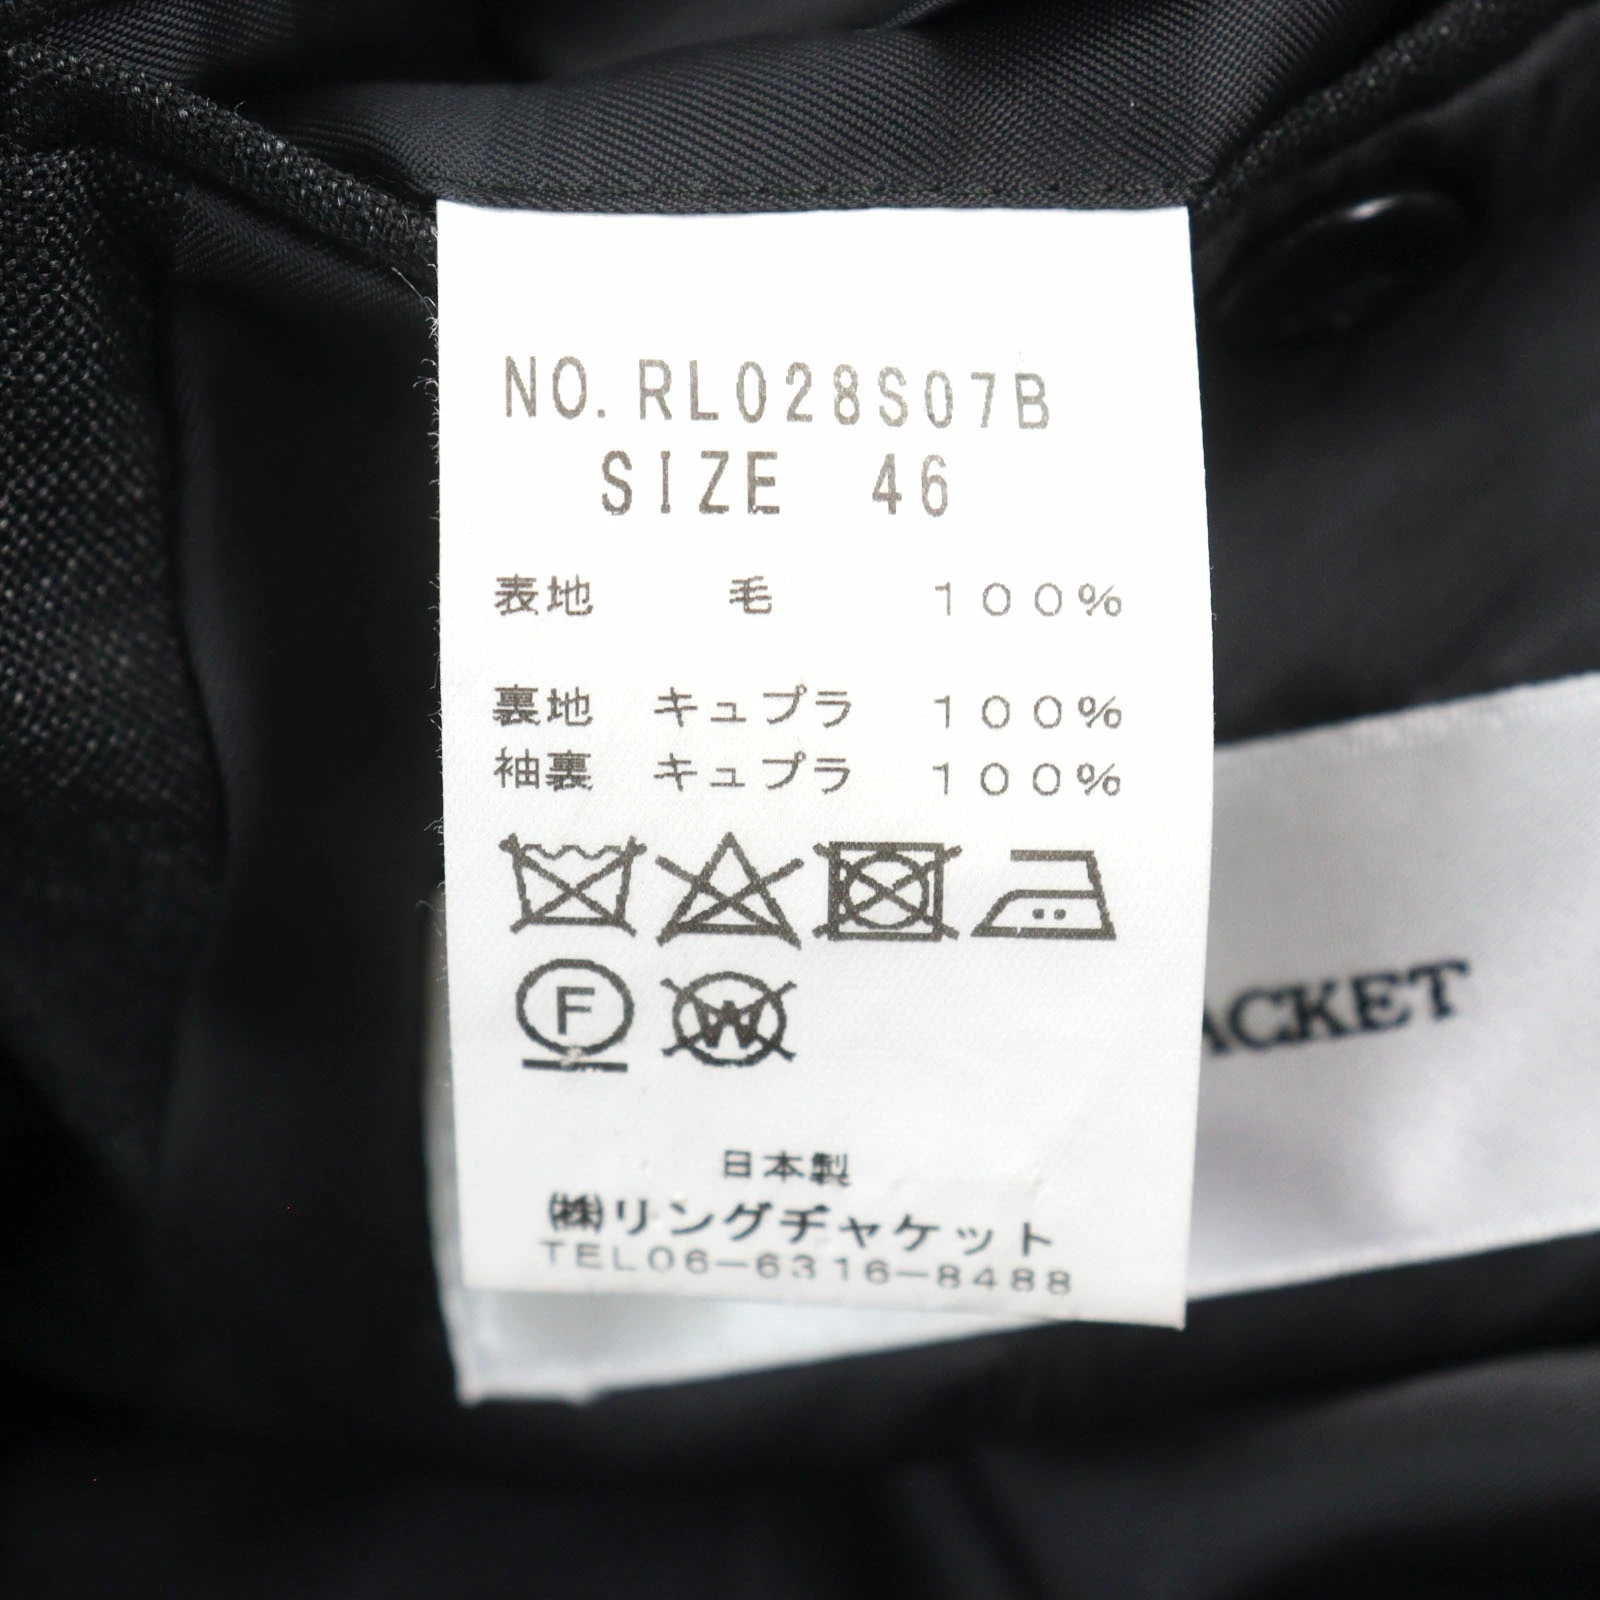 NO.RL028S07B
SIZE 46
表地 毛 100%
裏地 キュプラ 100%
袖裏 キュプラ 100%
F
W
日本製
㈱リングヂャケット
TEL06-6316-8488
ACKET